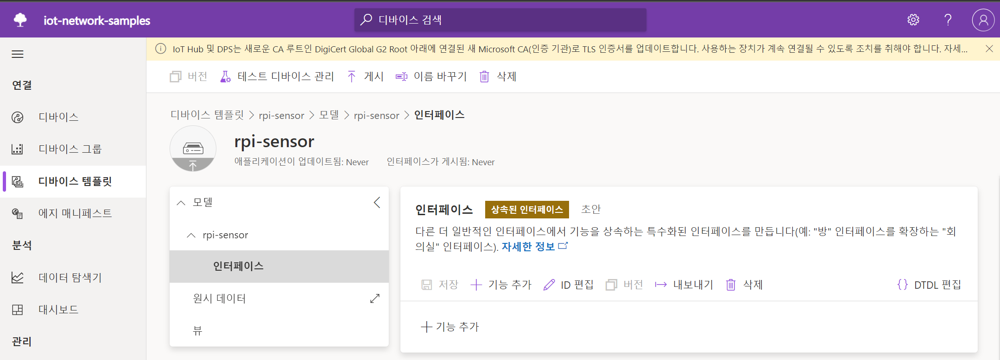 iot-network-samples
디바이스 검색
IoT Hub 및 DPS는 새로운 CA 루트인 DigiCert Global G2 Root 아래에 연결된 새 Microsoft CA(인증 기관)로 TLS 인증서를 업데이트합니다. 사용하는 장치가 계속 연결될 수 있도록 조치를 취해야 합니다. 자세...
버전 테스트 디바이스 관리 게시 이름 바꾸기 삭제
연결
디바이스
디바이스 그룹
디바이스 템플릿
에지 매니페스트
분석
데이터 탐색기
대시보드
관리
디바이스 템플릿 > rpi-sensor > 모델 > rpi-sensor > 인터페이스
rpi-sensor
애플리케이션이 업데이트됨: Never 인터페이스가 게시됨: Never
모델
rpi-sensor
인터페이스
원시 데이터
뷰
인터페이스 상속된 인터페이스 초안
다른 더 일반적인 인터페이스에서 기능을 상속하는 특수화된 인터페이스를 만듭니다(예: "방" 인터페이스를 확장하는 "회
의실" 인터페이스). 자세한 정보
저장 기능 추가 ID 편집 버전 내보내기 삭제 {} DTDL 편집
기능 추가